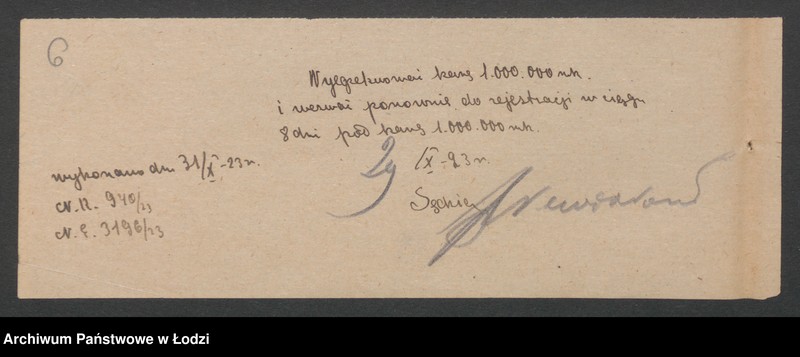 6
Wyegzekwować karę 1.000.000 mk.
i wezwać ponownie do rejestracji w ciągu
8 dni pod karą 1.000.000 mk.
29 /X-23 r.
wykonano dn. 31/X-23 r.
N.R. 940/23
N.E. 3196/23
Archiwum Państwowe w Łodzi